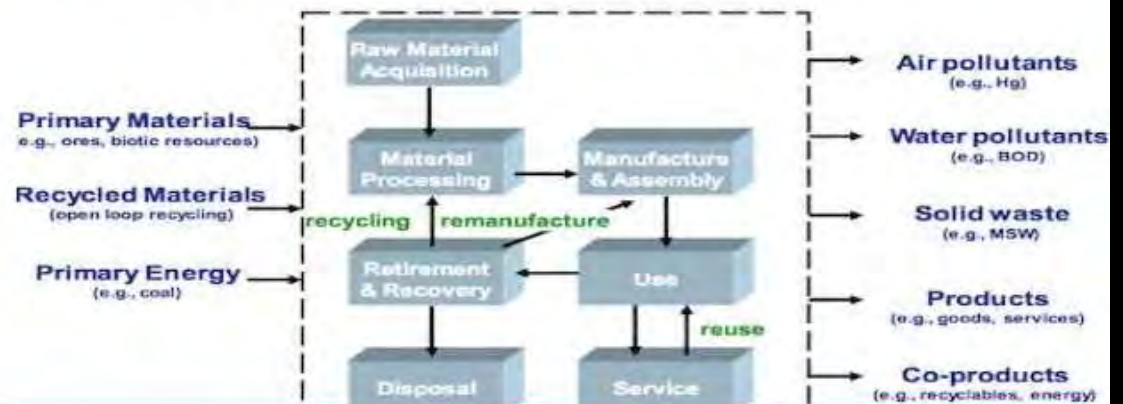 Primary Materials
e.g., ores, biotic resources)
Recycled Materials
(open loop recycling)
Primary Energy
(e.g., coal)
Raw Material
Acquisition
Material
Processing
Manufacture
& Assembly
recycling
remanufacture
Retirement
& Recovery
Use
reuse
Disposal
Service
Air pollutants
(e.g., Hg)
Water pollutants
(e.g., BOD)
Solid waste
(e.g., MSW)
Products
(e.g., goods, services)
Co-products
(e.g., recyclables, energy)